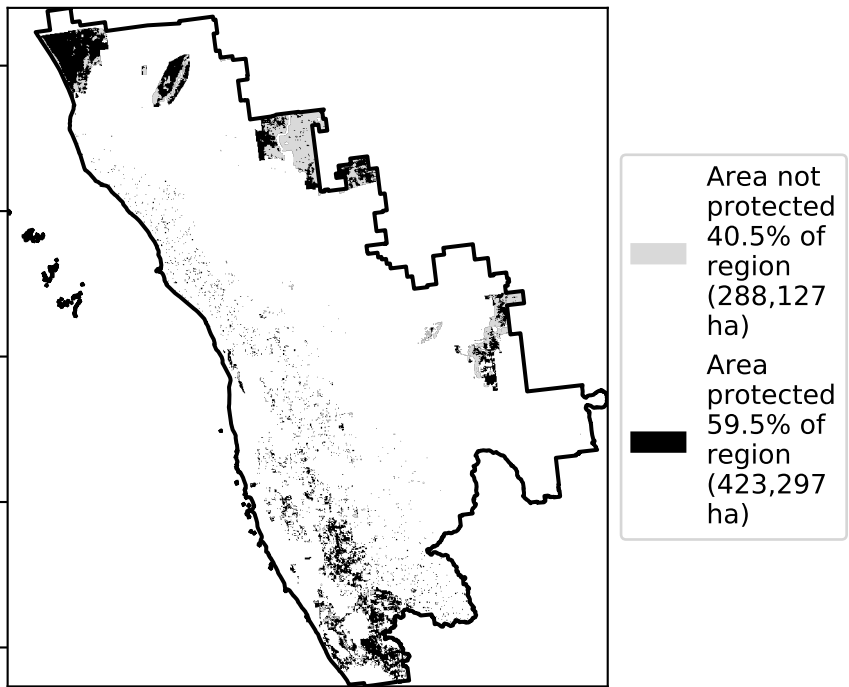 Area not
protected
40.5% of
region
(288,127
ha)
Area
protected
59.5% of
region
(423,297
ha)